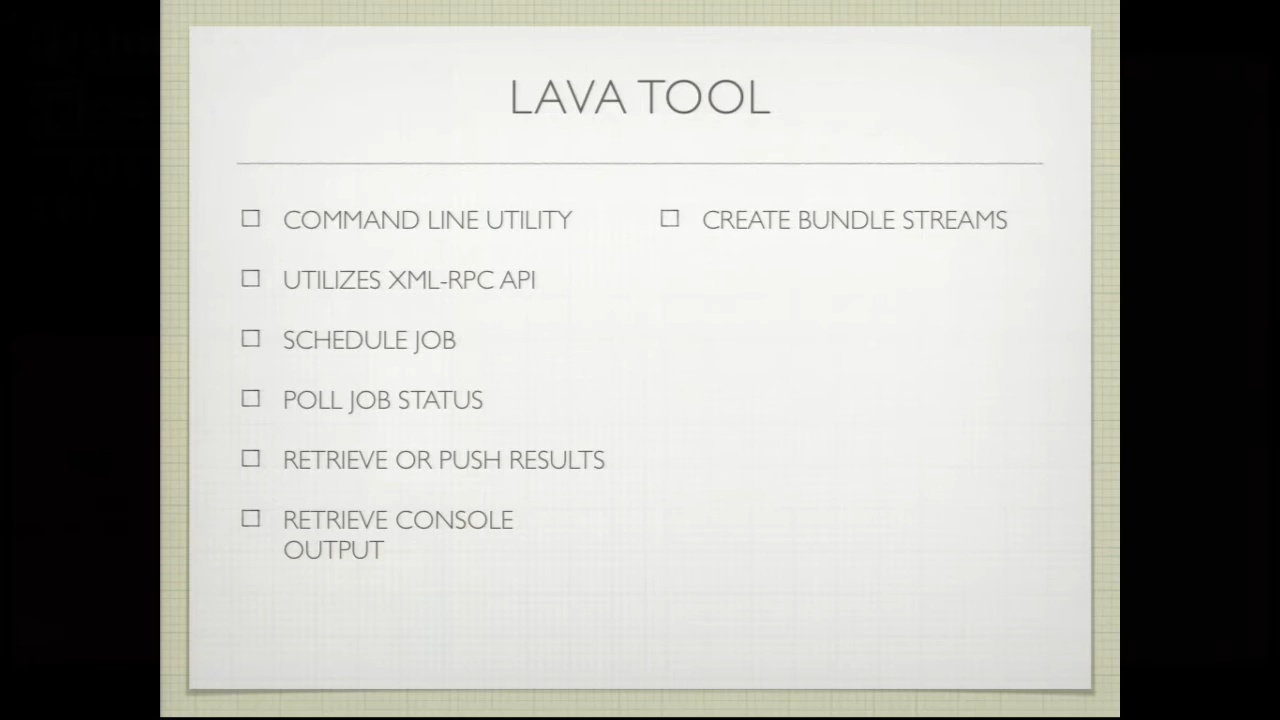 LAVA TOOL
COMMAND LINE UTILITY
UTILIZES XML-RPC API
SCHEDULE JOB
POLL JOB STATUS
RETRIEVE OR PUSH RESULTS
RETRIEVE CONSOLE
OUTPUT
CREATE BUNDLE STREAMS